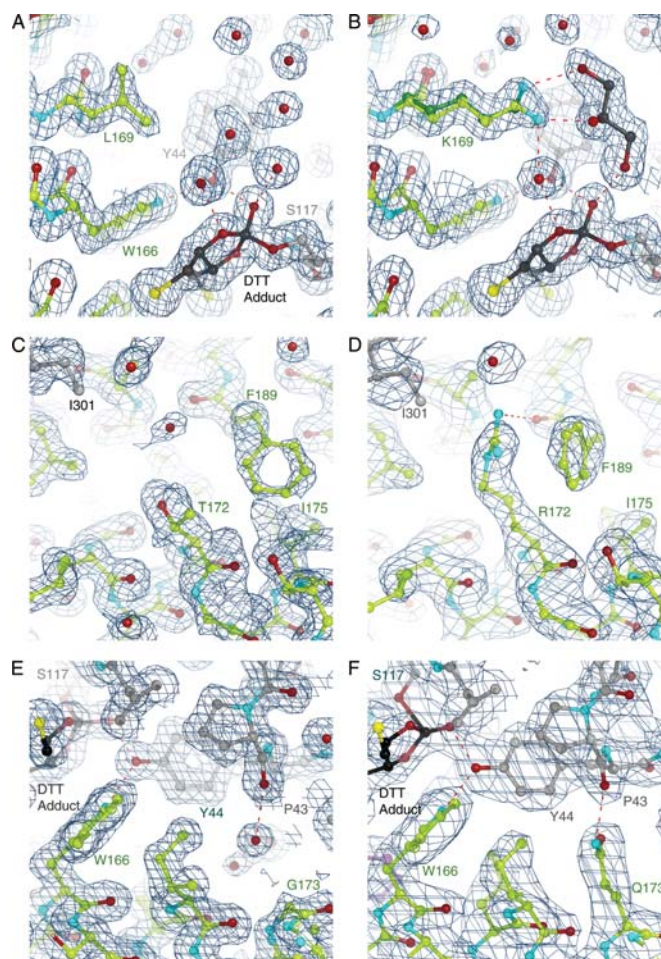 A
L169
Y44
S117
W166
DTT
Adduct
B
K169
C
I301
F189
T172
I175
D
I301
F189
R172
I175
E
S117
DTT
Adduct
Y44
P43
W166
G173
F
S117
DTT
Adduct
Y44
P43
W166
Q173